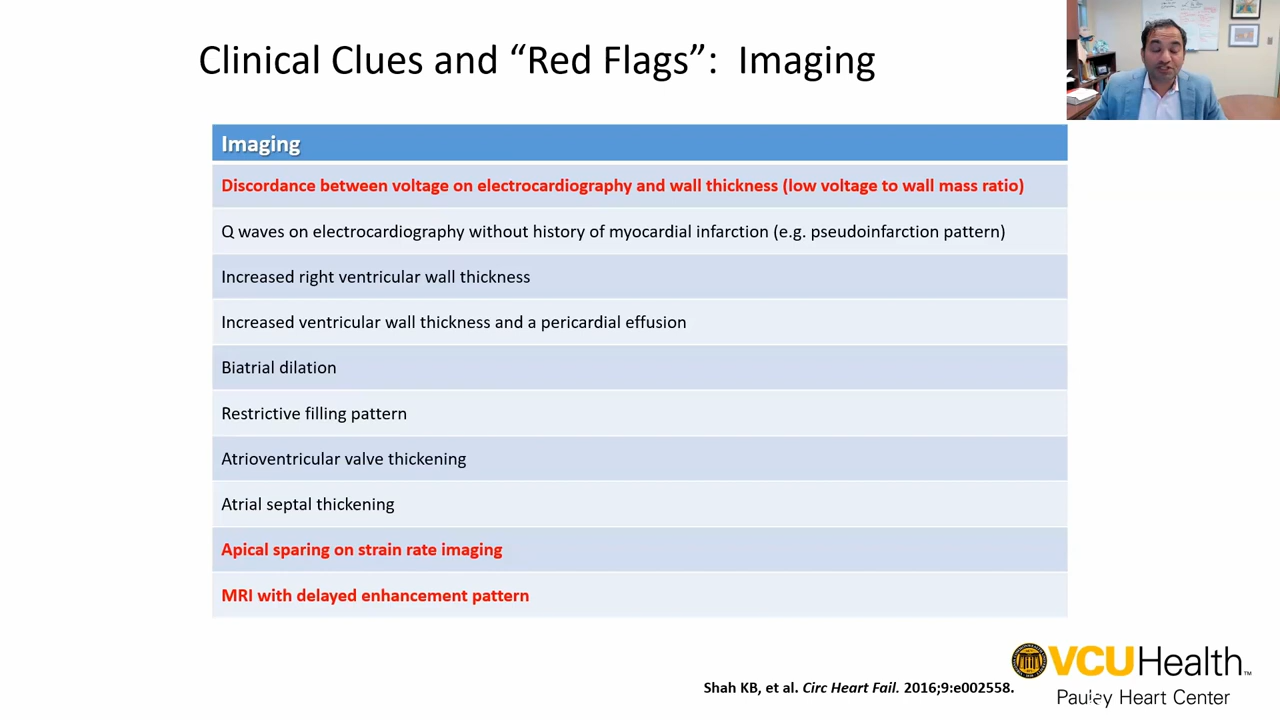 Clinical Clues and “Red Flags”: Imaging
Imaging
Discordance between voltage on electrocardiography and wall thickness (low voltage to wall mass ratio)
Q waves on electrocardiography without history of myocardial infarction (e.g. pseudoinfarction pattern)
Increased right ventricular wall thickness
Increased ventricular wall thickness and a pericardial effusion
Biatrial dilation
Restrictive filling pattern
Atrioventricular valve thickening
Atrial septal thickening
Apical sparing on strain rate imaging
MRI with delayed enhancement pattern
Shah KB, et al. Circ Heart Fail. 2016;9:e002558.
VCUHealth™
Pauley Heart Center